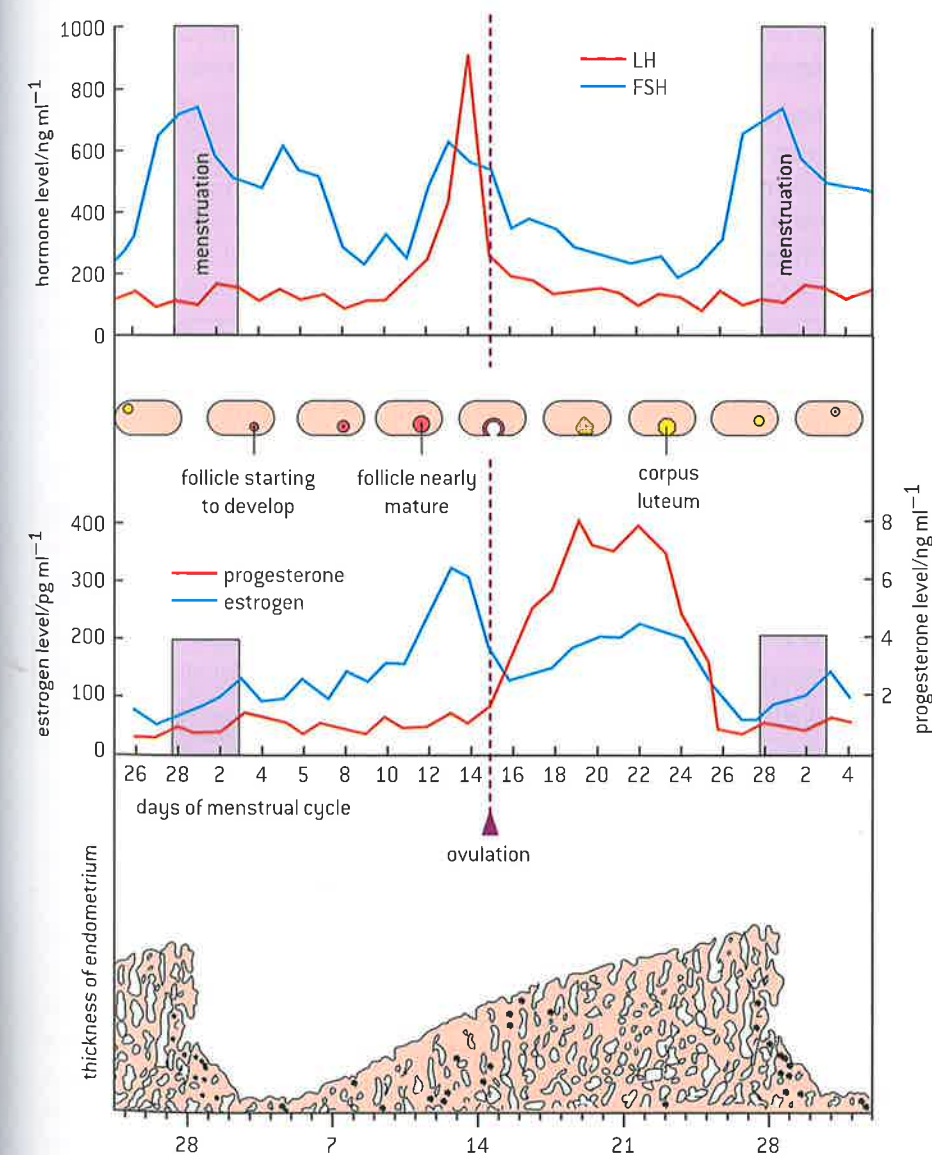 1000
800
600
400
200
0
hormone level/ng ml⁻¹
LH
FSH
menstruation
menstruation
follicle starting
to develop
follicle nearly
mature
corpus
luteum
400
300
200
100
0
estrogen level/pg ml⁻¹
progesterone
estrogen
8
6
4
2
progesterone level/ng ml⁻¹
26 28 2 4 5 8 10 12 14 16 18 20 22 24 26 28 2 4
days of menstrual cycle
ovulation
thickness of endometrium
28 7 14 21 28